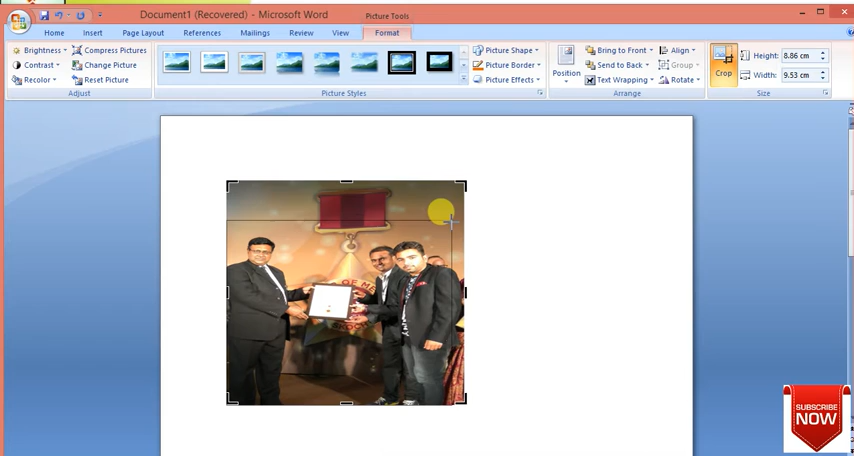 Document1 (Recovered) - Microsoft Word
Picture Tools
Home Insert Page Layout References Mailings Review View Format
Brightness Compress Pictures
Contrast Change Picture
Recolor Reset Picture
Adjust
Picture Shape
Picture Border
Picture Effects
Picture Styles
Position
Bring to Front Align
Send to Back Group
Text Wrapping Rotate
Arrange
Crop
Height: 8.86 cm
Width: 9.53 cm
Size
OF ME
SUBSCRIBE
NOW